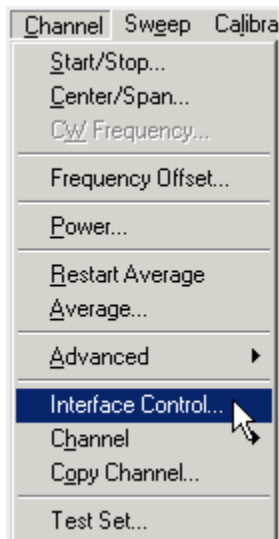 Channel Sweep Calibra
Start/Stop...
Center/Span...
CW Frequency...
Frequency Offset...
Power...
Restart Average
Average...
Advanced
Interface Control...
Channel
Copy Channel...
Test Set...